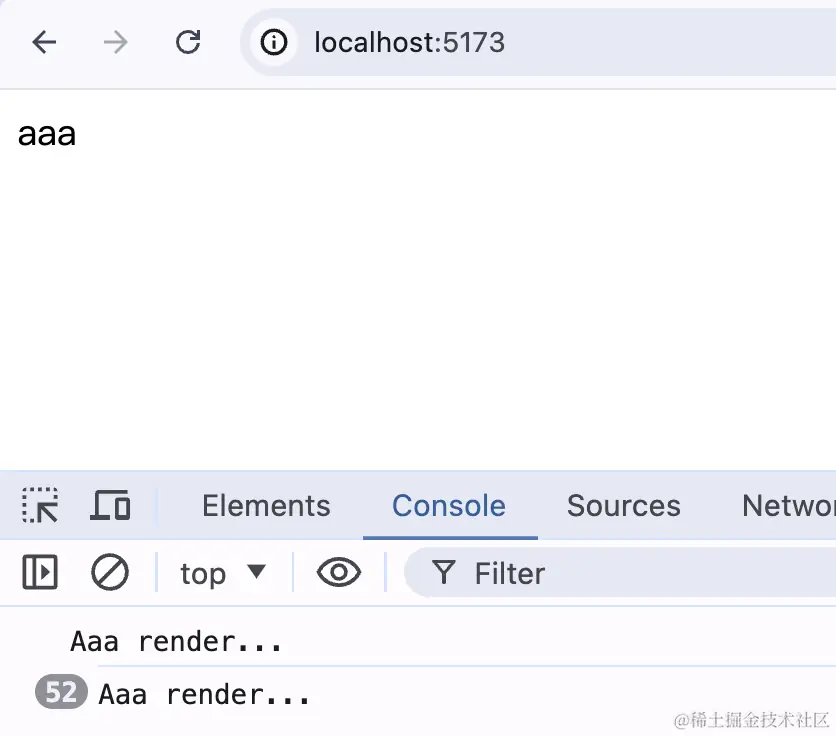 localhost:5173
aaa
Elements Console Sources Networ
top Filter
Aaa render...
52 Aaa render...
@稀土掘金技术社区